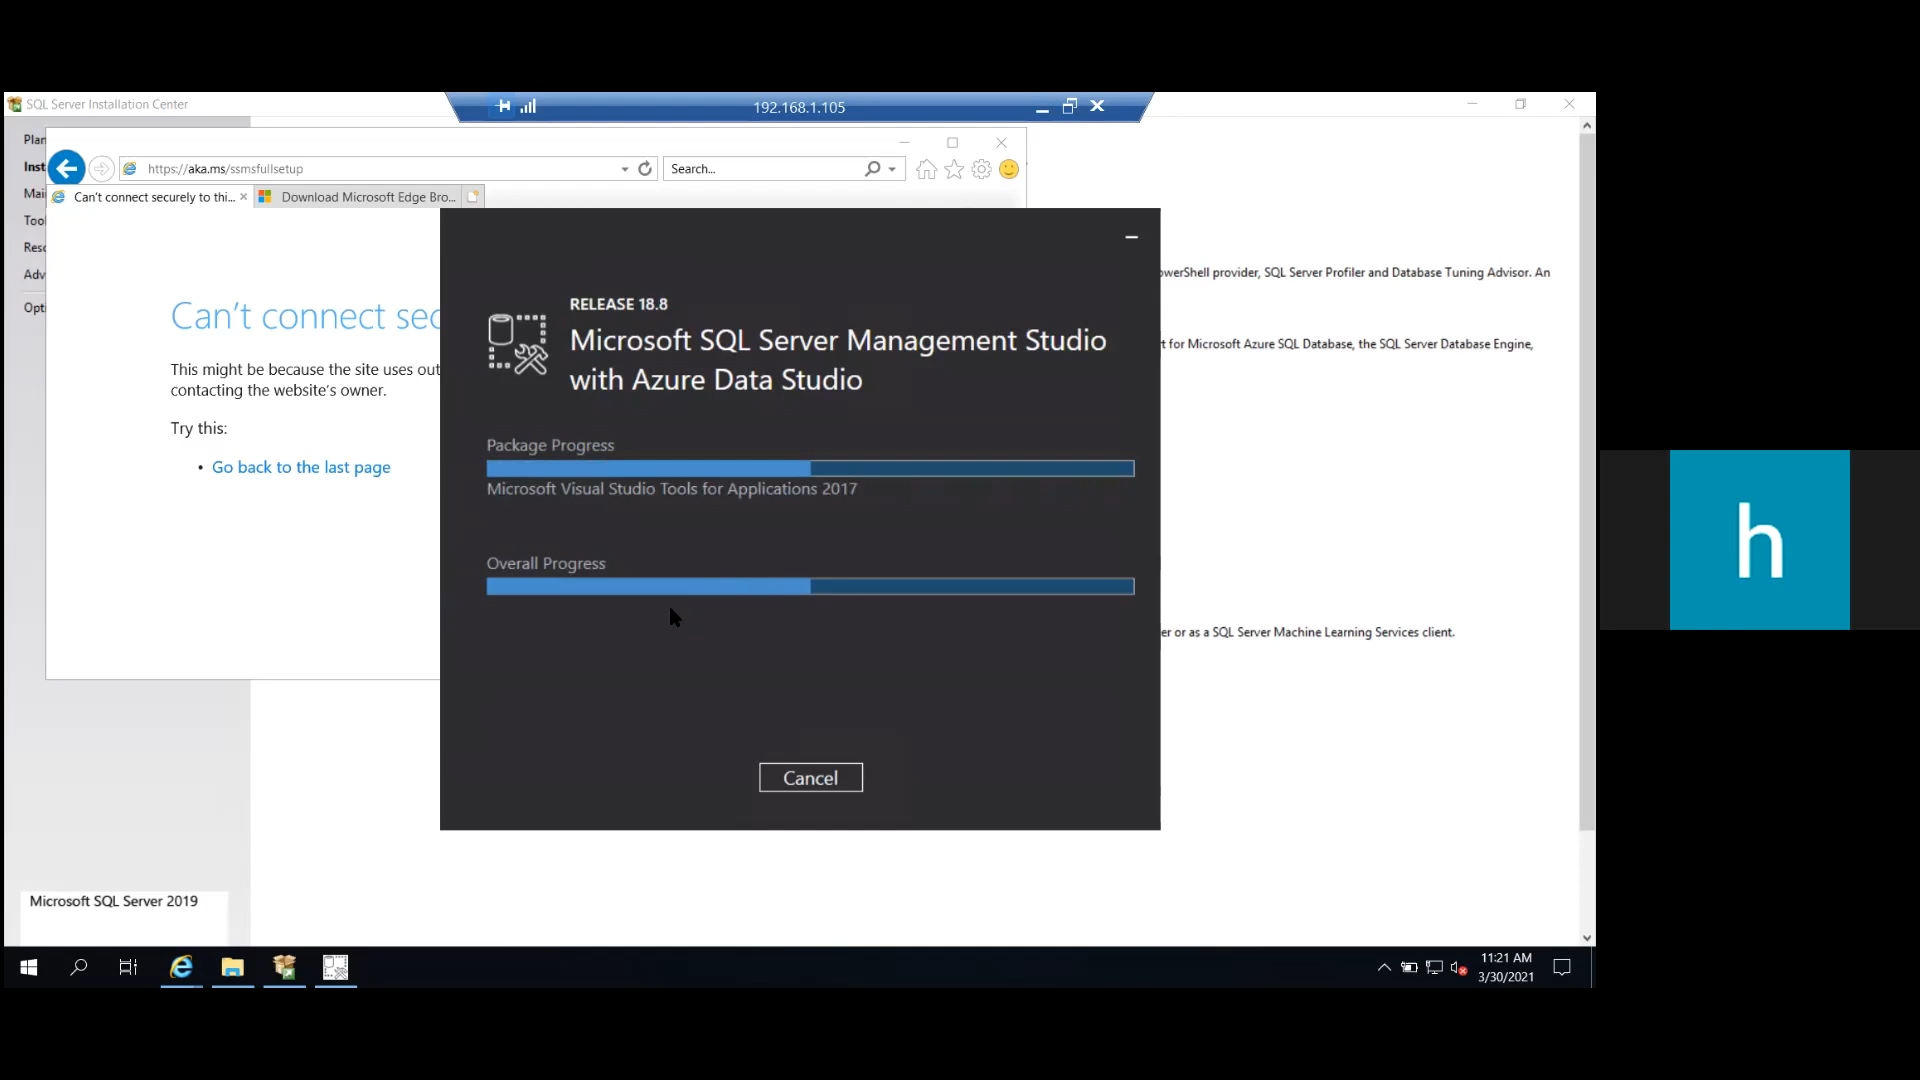 SQL Server Installation Center
192.168.1.105
Plan
Inst
Mai
Tool
Reso
Adv
Opti
https://aka.ms/ssmsfullsetup
Search...
Can't connect securely to thi...
Download Microsoft Edge Bro...
Can't connect sec
This might be because the site uses out
contacting the website's owner.
Try this:
• Go back to the last page
RELEASE 18.8
Microsoft SQL Server Management Studio
with Azure Data Studio
Package Progress
Microsoft Visual Studio Tools for Applications 2017
Overall Progress
Cancel
owerShell provider, SQL Server Profiler and Database Tuning Advisor. An
t for Microsoft Azure SQL Database, the SQL Server Database Engine,
er or as a SQL Server Machine Learning Services client.
h
Microsoft SQL Server 2019
11:21 AM
3/30/2021